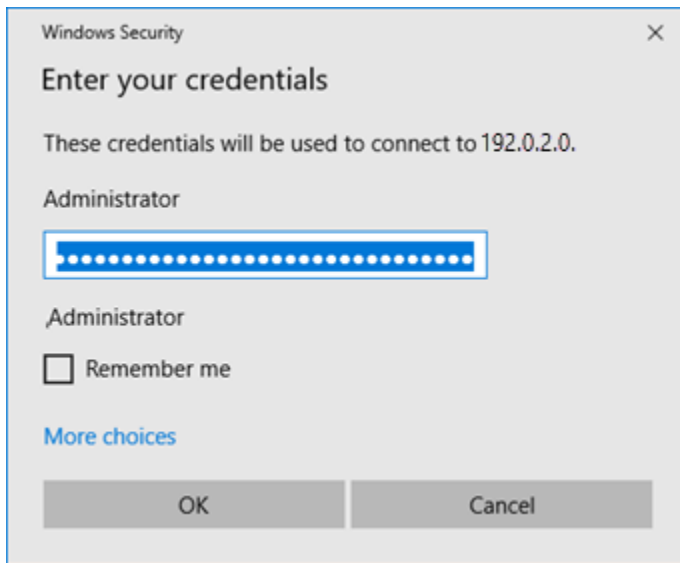 Windows Security
Enter your credentials
These credentials will be used to connect to 192.0.2.0.
Administrator
••••••••••••••••••••••••••••••••
,Administrator
Remember me
More choices
OK
Cancel